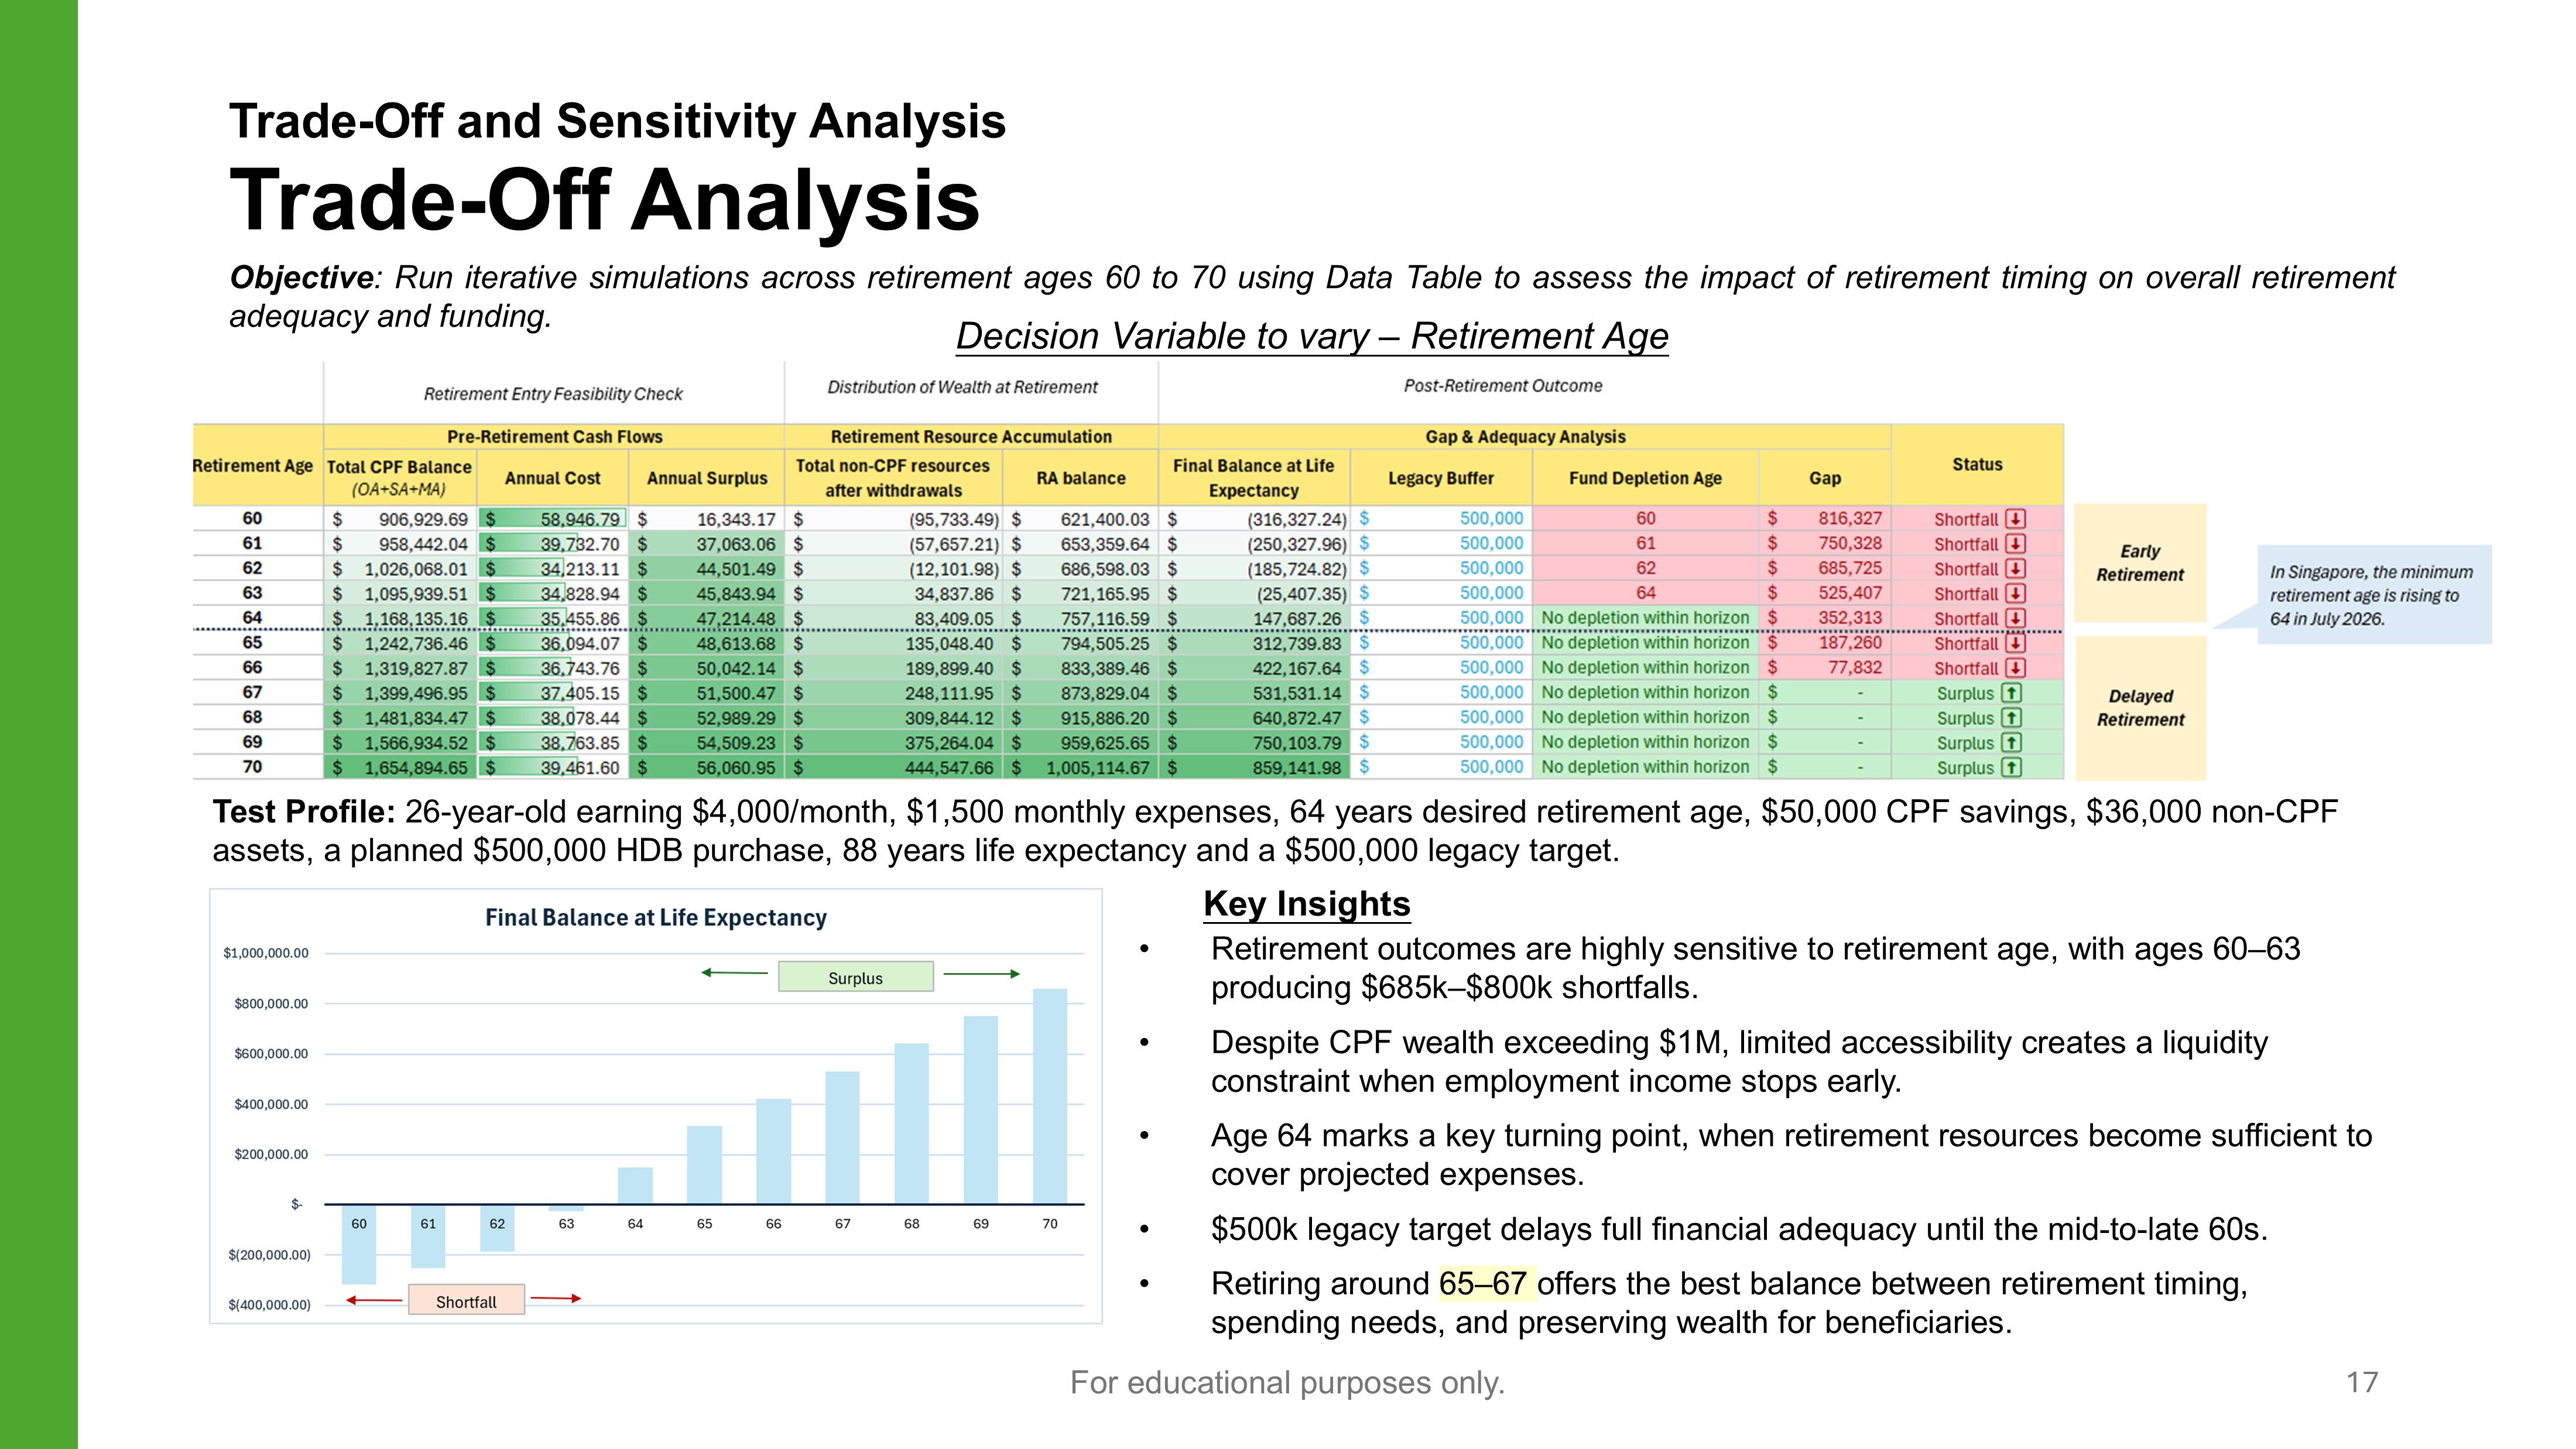 Trade-Off and Sensitivity Analysis
Trade-Off Analysis
Objective: Run iterative simulations across retirement ages 60 to 70 using Data Table to assess the impact of retirement timing on overall retirement
adequacy and funding.
Decision Variable to vary – Retirement Age
Retirement Entry Feasibility Check Distribution of Wealth at Retirement Post-Retirement Outcome
Pre-Retirement Cash Flows Retirement Resource Accumulation Gap & Adequacy Analysis Status
Retirement Age Total CPF Balance (OA+SA+MA) Annual Cost Annual Surplus Total non-CPF resources after withdrawals RA balance Final Balance at Life Expectancy Legacy Buffer Fund Depletion Age Gap
60 $ 906,929.69 $ 58,946.79 $ 16,343.17 $ (95,733.49) $ 621,400.03 $ (316,327.24) $ 500,000 60 $ 816,327 Shortfall ↓
61 $ 958,442.04 $ 39,732.70 $ 37,063.06 $ (57,657.21) $ 653,359.64 $ (250,327.96) $ 500,000 61 $ 750,328 Shortfall ↓
62 $ 1,026,068.01 $ 34,213.11 $ 44,501.49 $ (12,101.98) $ 686,598.03 $ (185,724.82) $ 500,000 62 $ 685,725 Shortfall ↓
63 $ 1,095,939.51 $ 34,828.94 $ 45,843.94 $ 34,837.86 $ 721,165.95 $ (25,407.35) $ 500,000 64 $ 525,407 Shortfall ↓
64 $ 1,168,135.16 $ 35,455.86 $ 47,214.48 $ 83,409.05 $ 757,116.59 $ 147,687.26 $ 500,000 No depletion within horizon $ 352,313 Shortfall ↓
65 $ 1,242,736.46 $ 36,094.07 $ 48,613.68 $ 135,048.40 $ 794,505.25 $ 312,739.83 $ 500,000 No depletion within horizon $ 187,260 Shortfall ↓
66 $ 1,319,827.87 $ 36,743.76 $ 50,042.14 $ 189,899.40 $ 833,389.46 $ 422,167.64 $ 500,000 No depletion within horizon $ 77,832 Shortfall ↓
67 $ 1,399,496.95 $ 37,405.15 $ 51,500.47 $ 248,111.95 $ 873,829.04 $ 531,531.14 $ 500,000 No depletion within horizon $ - Surplus ↑
68 $ 1,481,834.47 $ 38,078.44 $ 52,989.29 $ 309,844.12 $ 915,886.20 $ 640,872.47 $ 500,000 No depletion within horizon $ - Surplus ↑
69 $ 1,566,934.52 $ 38,763.85 $ 54,509.23 $ 375,264.04 $ 959,625.65 $ 750,103.79 $ 500,000 No depletion within horizon $ - Surplus ↑
70 $ 1,654,894.65 $ 39,461.60 $ 56,060.95 $ 444,547.66 $ 1,005,114.67 $ 859,141.98 $ 500,000 No depletion within horizon $ - Surplus ↑
Early
Retirement
Delayed
Retirement
In Singapore, the minimum
retirement age is rising to
64 in July 2026.
Test Profile: 26-year-old earning $4,000/month, $1,500 monthly expenses, 64 years desired retirement age, $50,000 CPF savings, $36,000 non-CPF
assets, a planned $500,000 HDB purchase, 88 years life expectancy and a $500,000 legacy target.
Final Balance at Life Expectancy
$1,000,000.00
$800,000.00
$600,000.00
$400,000.00
$200,000.00
$-
$(200,000.00)
$(400,000.00)
Surplus
60 61 62 63 64 65 66 67 68 69 70
Shortfall
Key Insights
• Retirement outcomes are highly sensitive to retirement age, with ages 60–63
producing $685k–$800k shortfalls.
• Despite CPF wealth exceeding $1M, limited accessibility creates a liquidity
constraint when employment income stops early.
• Age 64 marks a key turning point, when retirement resources become sufficient to
cover projected expenses.
• $500k legacy target delays full financial adequacy until the mid-to-late 60s.
• Retiring around 65–67 offers the best balance between retirement timing,
spending needs, and preserving wealth for beneficiaries.
For educational purposes only.
17